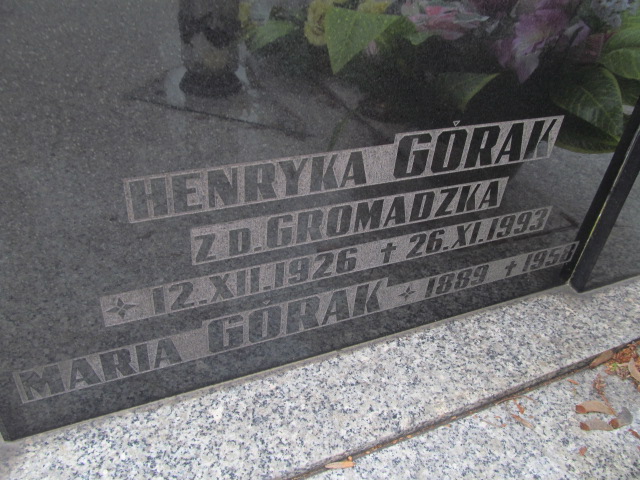 HENRYKA GÓRAK
Z D. GROMADZKA
✶ 12.XII.1926 ✝ 26.XI.1993
MARIA GÓRAK ✶ 1889 ✝ 1958